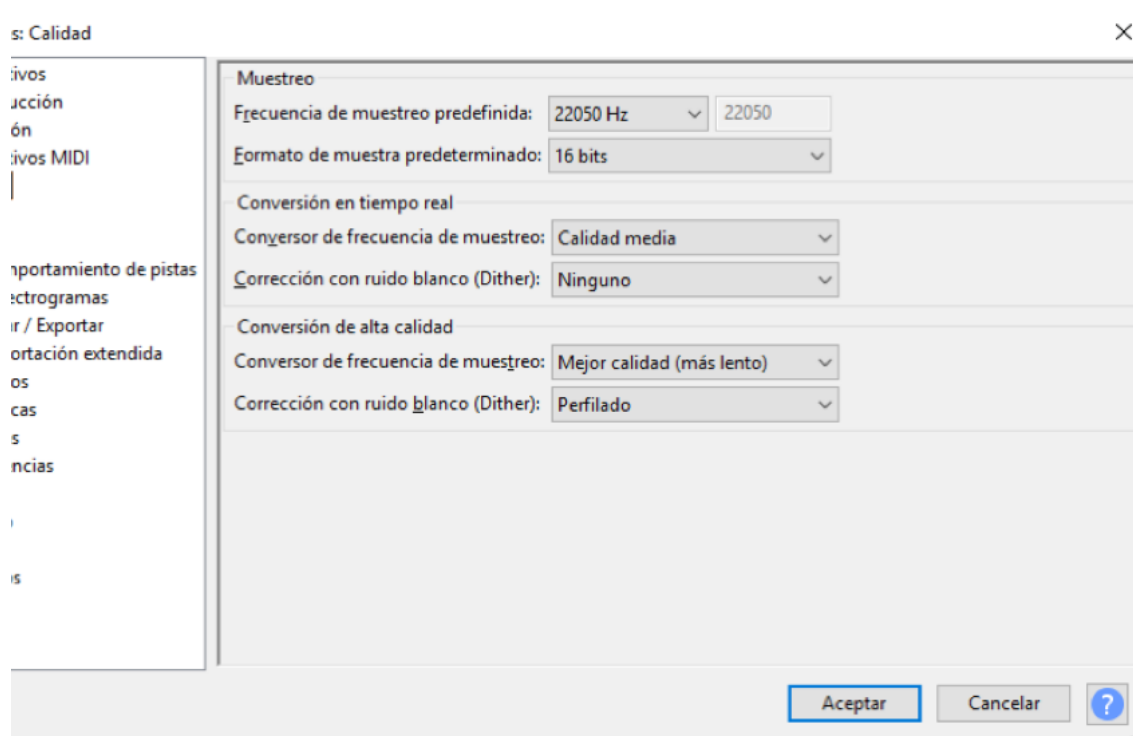 s: Calidad
ivos
ucción
ón
ivos MIDI
nportamiento de pistas
ectrogramas
ar / Exportar
ortación extendida
os
cas
s
ncias
os
Muestreo
Frecuencia de muestreo predefinida: 22050 Hz 22050
Formato de muestra predeterminado: 16 bits
Conversión en tiempo real
Conversor de frecuencia de muestreo: Calidad media
Corrección con ruido blanco (Dither): Ninguno
Conversión de alta calidad
Conversor de frecuencia de muestreo: Mejor calidad (más lento)
Corrección con ruido blanco (Dither): Perfilado
Aceptar Cancelar ?